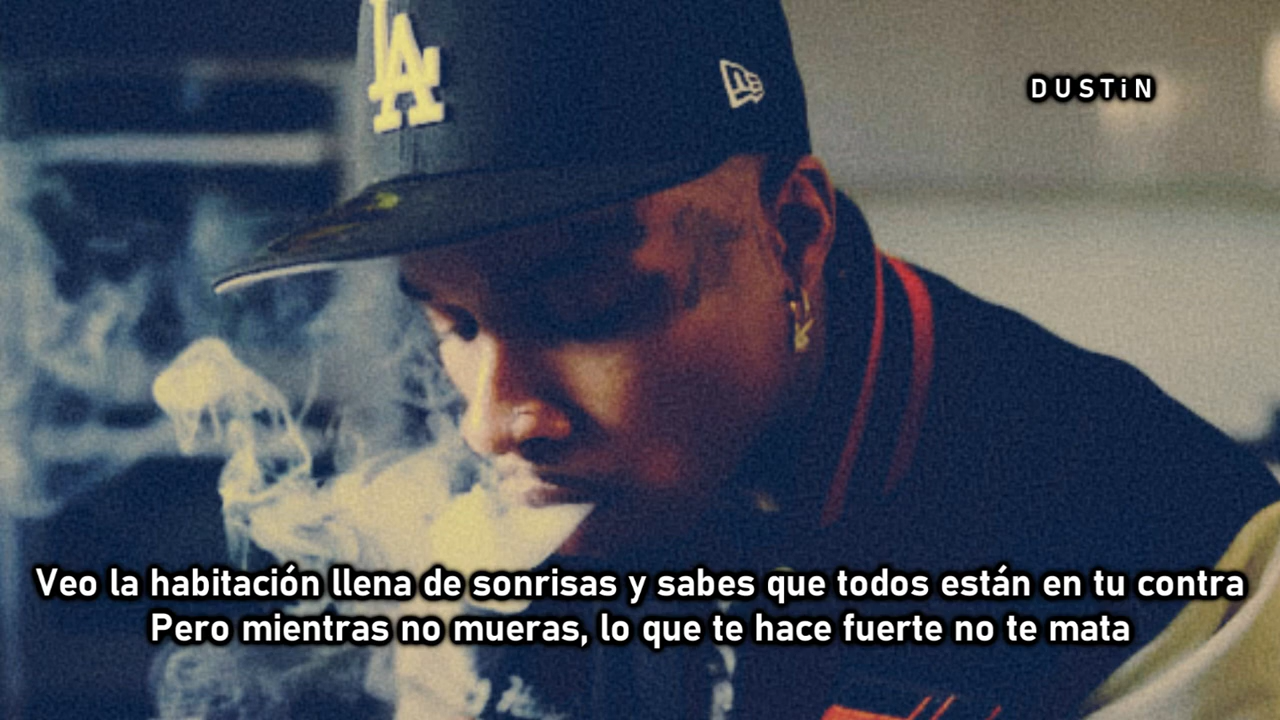 LA
DUSTiN
Veo la habitación llena de sonrisas y sabes que todos están en tu contra
Pero mientras no mueras, lo que te hace fuerte no te mata